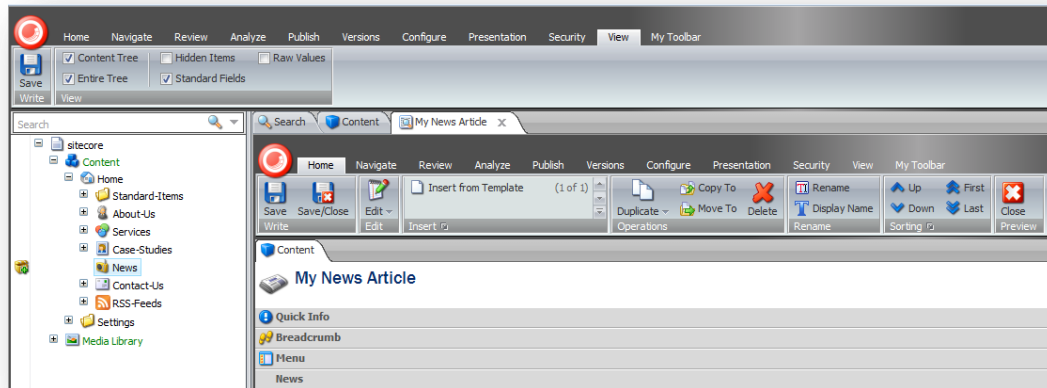 Home Navigate Review Analyze Publish Versions Configure Presentation Security View My Toolbar
Save
Content Tree Hidden Items Raw Values
Entire Tree Standard Fields
Write View
Search
Search Content My News Article X
sitecore
Content
Home
Standard-Items
About-Us
Services
Case-Studies
News
Contact-Us
RSS-Feeds
Settings
Media Library
Home Navigate Review Analyze Publish Versions Configure Presentation Security View My Toolbar
Save Save/Close Edit Insert from Template (1 of 1) Duplicate Copy To Move To Delete Rename Display Name Up Down First Last Close
Write Edit Insert Operations Rename Sorting Preview
Content
My News Article
Quick Info
Breadcrumb
Menu
News